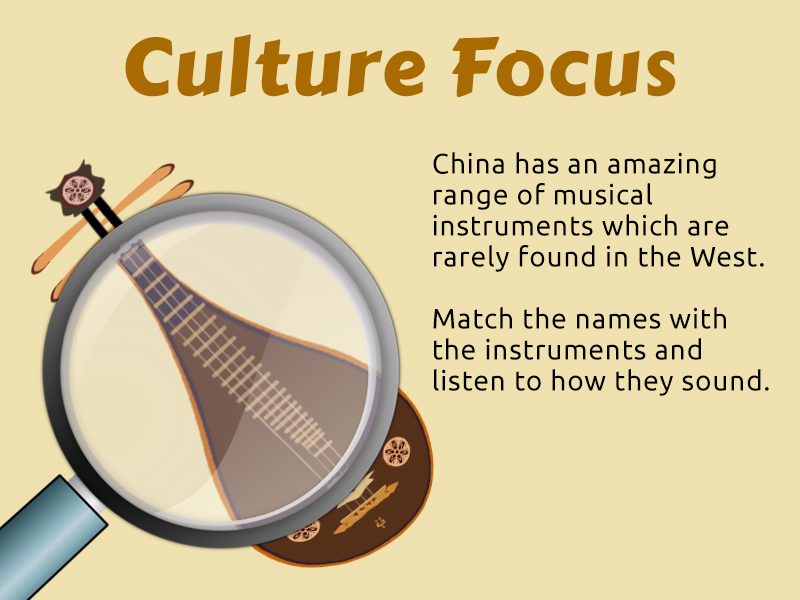 Culture Focus
China has an amazing
range of musical
instruments which are
rarely found in the West.
Match the names with
the instruments and
listen to how they sound.